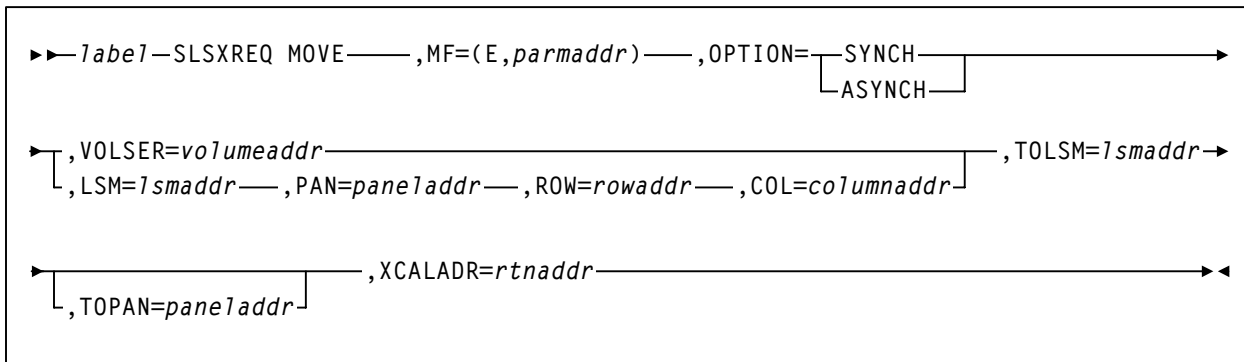 label SLSXREQ MOVE ,MF=(E,parmaddr) ,OPTION= SYNCH
ASYNCH
,VOLSER=volumeaddr ,TOLSM=lsmaddr
,LSM=lsmaddr ,PAN=paneladdr ,ROW=rowaddr ,COL=columnaddr
,XCALADR=rtnaddr
,TOPAN=paneladdr